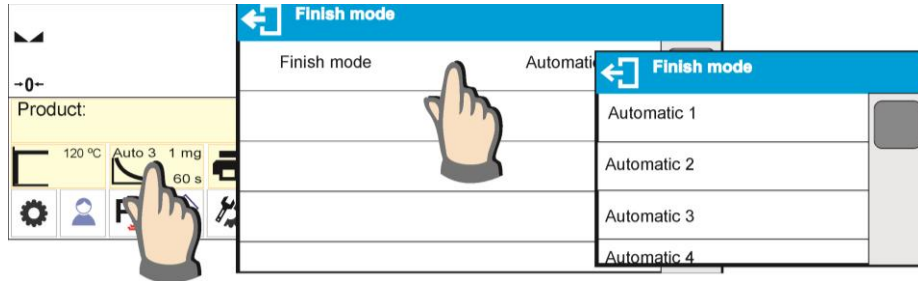 →0←
Product:
120 ºC
Auto 3 1 mg
60 s
Finish mode
Finish mode
Finish mode
Automatic 1
Automatic 2
Automatic 3
Automatic 4